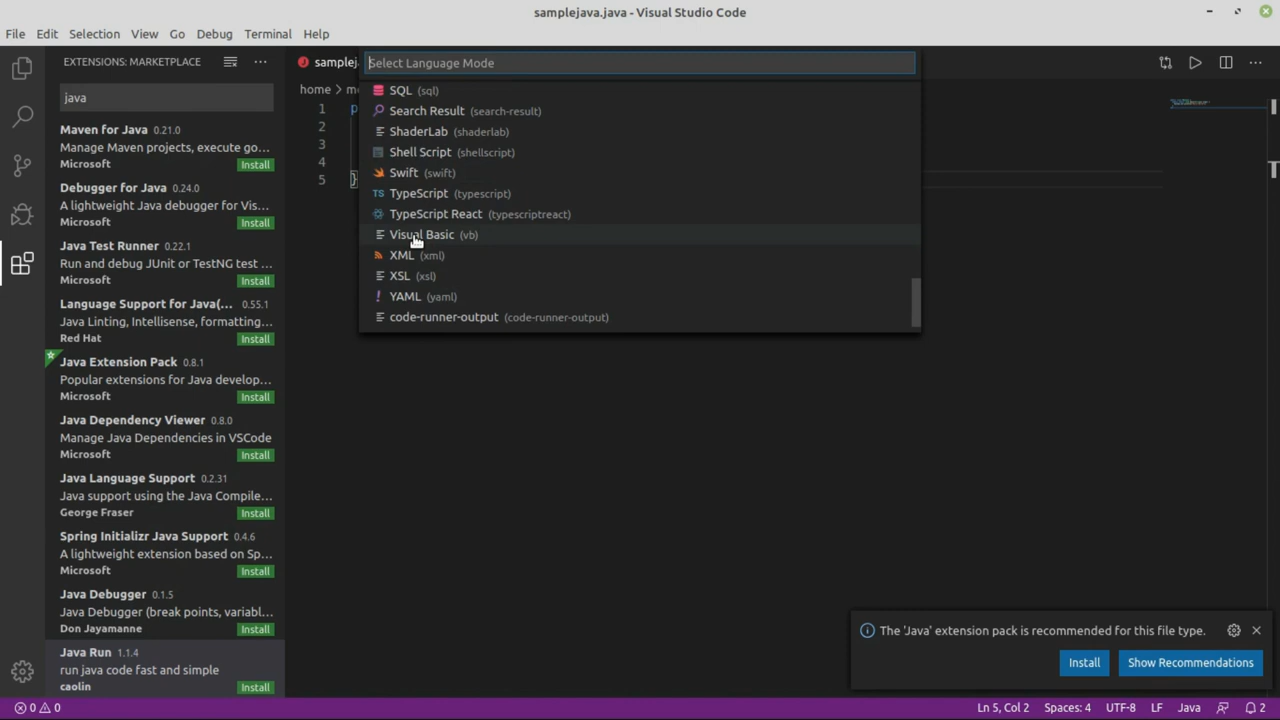 samplejava.java - Visual Studio Code
File Edit Selection View Go Debug Terminal Help
EXTENSIONS: MARKETPLACE
java
Maven for Java 0.21.0
Manage Maven projects, execute go...
Microsoft Install
Debugger for Java 0.24.0
A lightweight Java debugger for Vis...
Microsoft Install
Java Test Runner 0.22.1
Run and debug JUnit or TestNG test ...
Microsoft Install
Language Support for Java(... 0.55.1
Java Linting, Intellisense, formatting...
Red Hat Install
Java Extension Pack 0.8.1
Popular extensions for Java develop...
Microsoft Install
Java Dependency Viewer 0.8.0
Manage Java Dependencies in VSCode
Microsoft Install
Java Language Support 0.2.31
Java support using the Java Compile...
George Fraser Install
Spring Initializr Java Support 0.4.6
A lightweight extension based on Sp...
Microsoft Install
Java Debugger 0.1.5
Java Debugger (break points, variabl...
Don Jayamanne Install
Java Run 1.1.4
run java code fast and simple
caolin Install
samplej
home > m
1 p
2
3
4
5 }
Select Language Mode
SQL (sql)
Search Result (search-result)
ShaderLab (shaderlab)
Shell Script (shellscript)
Swift (swift)
TS TypeScript (typescript)
TypeScript React (typescriptreact)
Visual Basic (vb)
XML (xml)
XSL (xsl)
! YAML (yaml)
code-runner-output (code-runner-output)
The 'Java' extension pack is recommended for this file type.
Install Show Recommendations
0 0 Ln 5, Col 2 Spaces: 4 UTF-8 LF Java 2